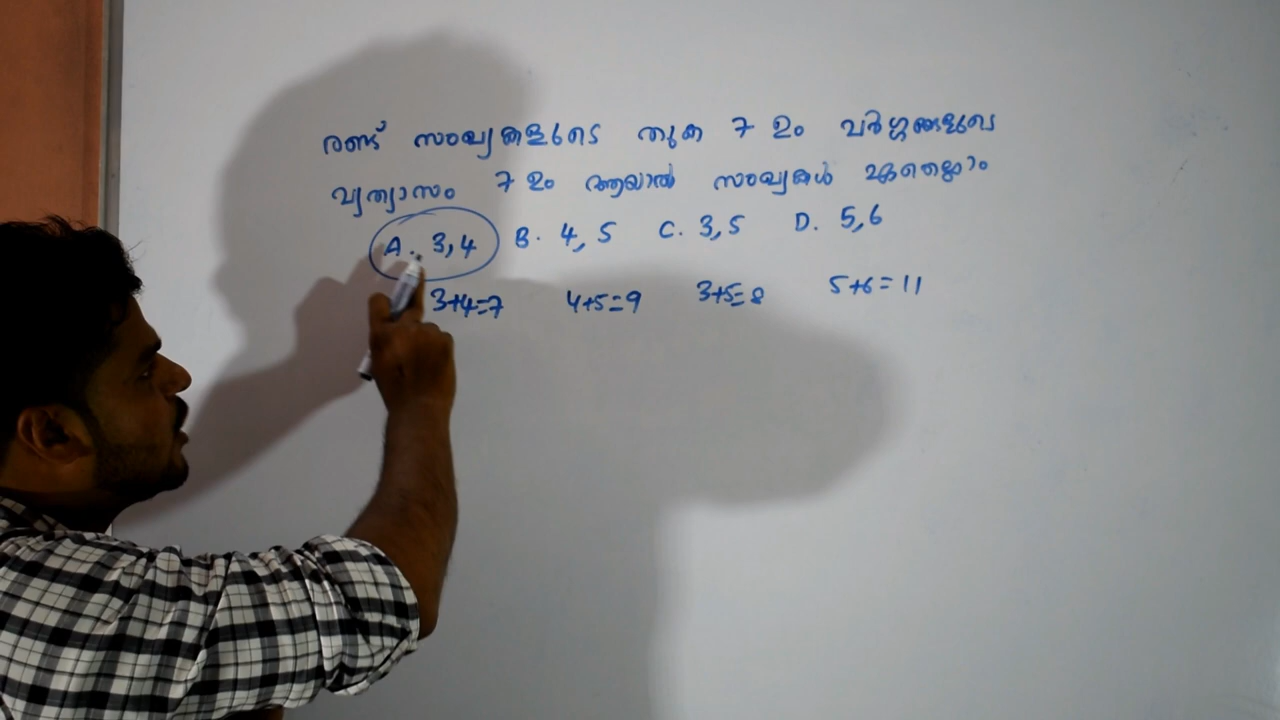 രണ്ട് സംഖ്യകളുടെ തുക 7 ഉം വർഗ്ഗങ്ങളുടെ
വ്യത്യാസം 7 ഉം ആയാൽ സംഖ്യകൾ ഏതെല്ലാം
A. 3,4 B. 4,5 C. 3,5 D. 5,6
3+4=7 4+5=9 3+5=8 5+6=11